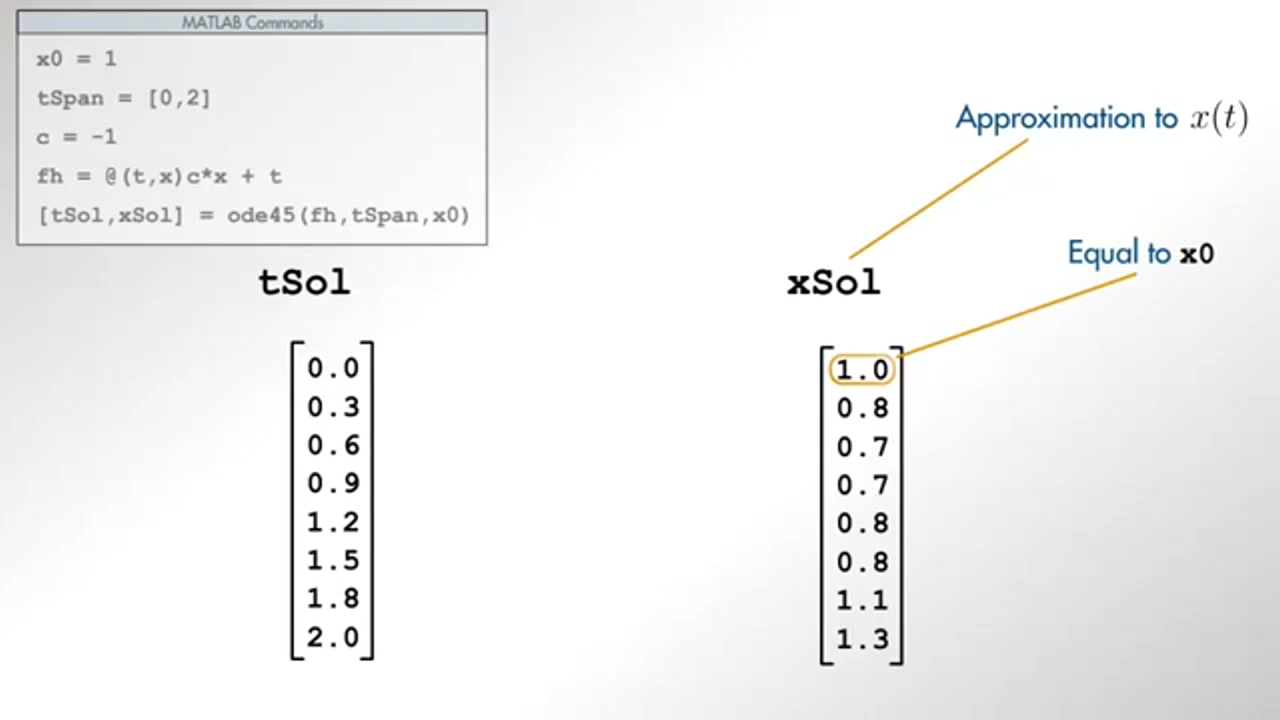 MATLAB Commands
x0 = 1
tSpan = [0,2]
c = -1
fh = @(t,x)c*x + t
[tSol,xSol] = ode45(fh,tSpan,x0)
Approximation to x(t)
Equal to x0
tSol
0.0
0.3
0.6
0.9
1.2
1.5
1.8
2.0
xSol
1.0
0.8
0.7
0.7
0.8
0.8
1.1
1.3